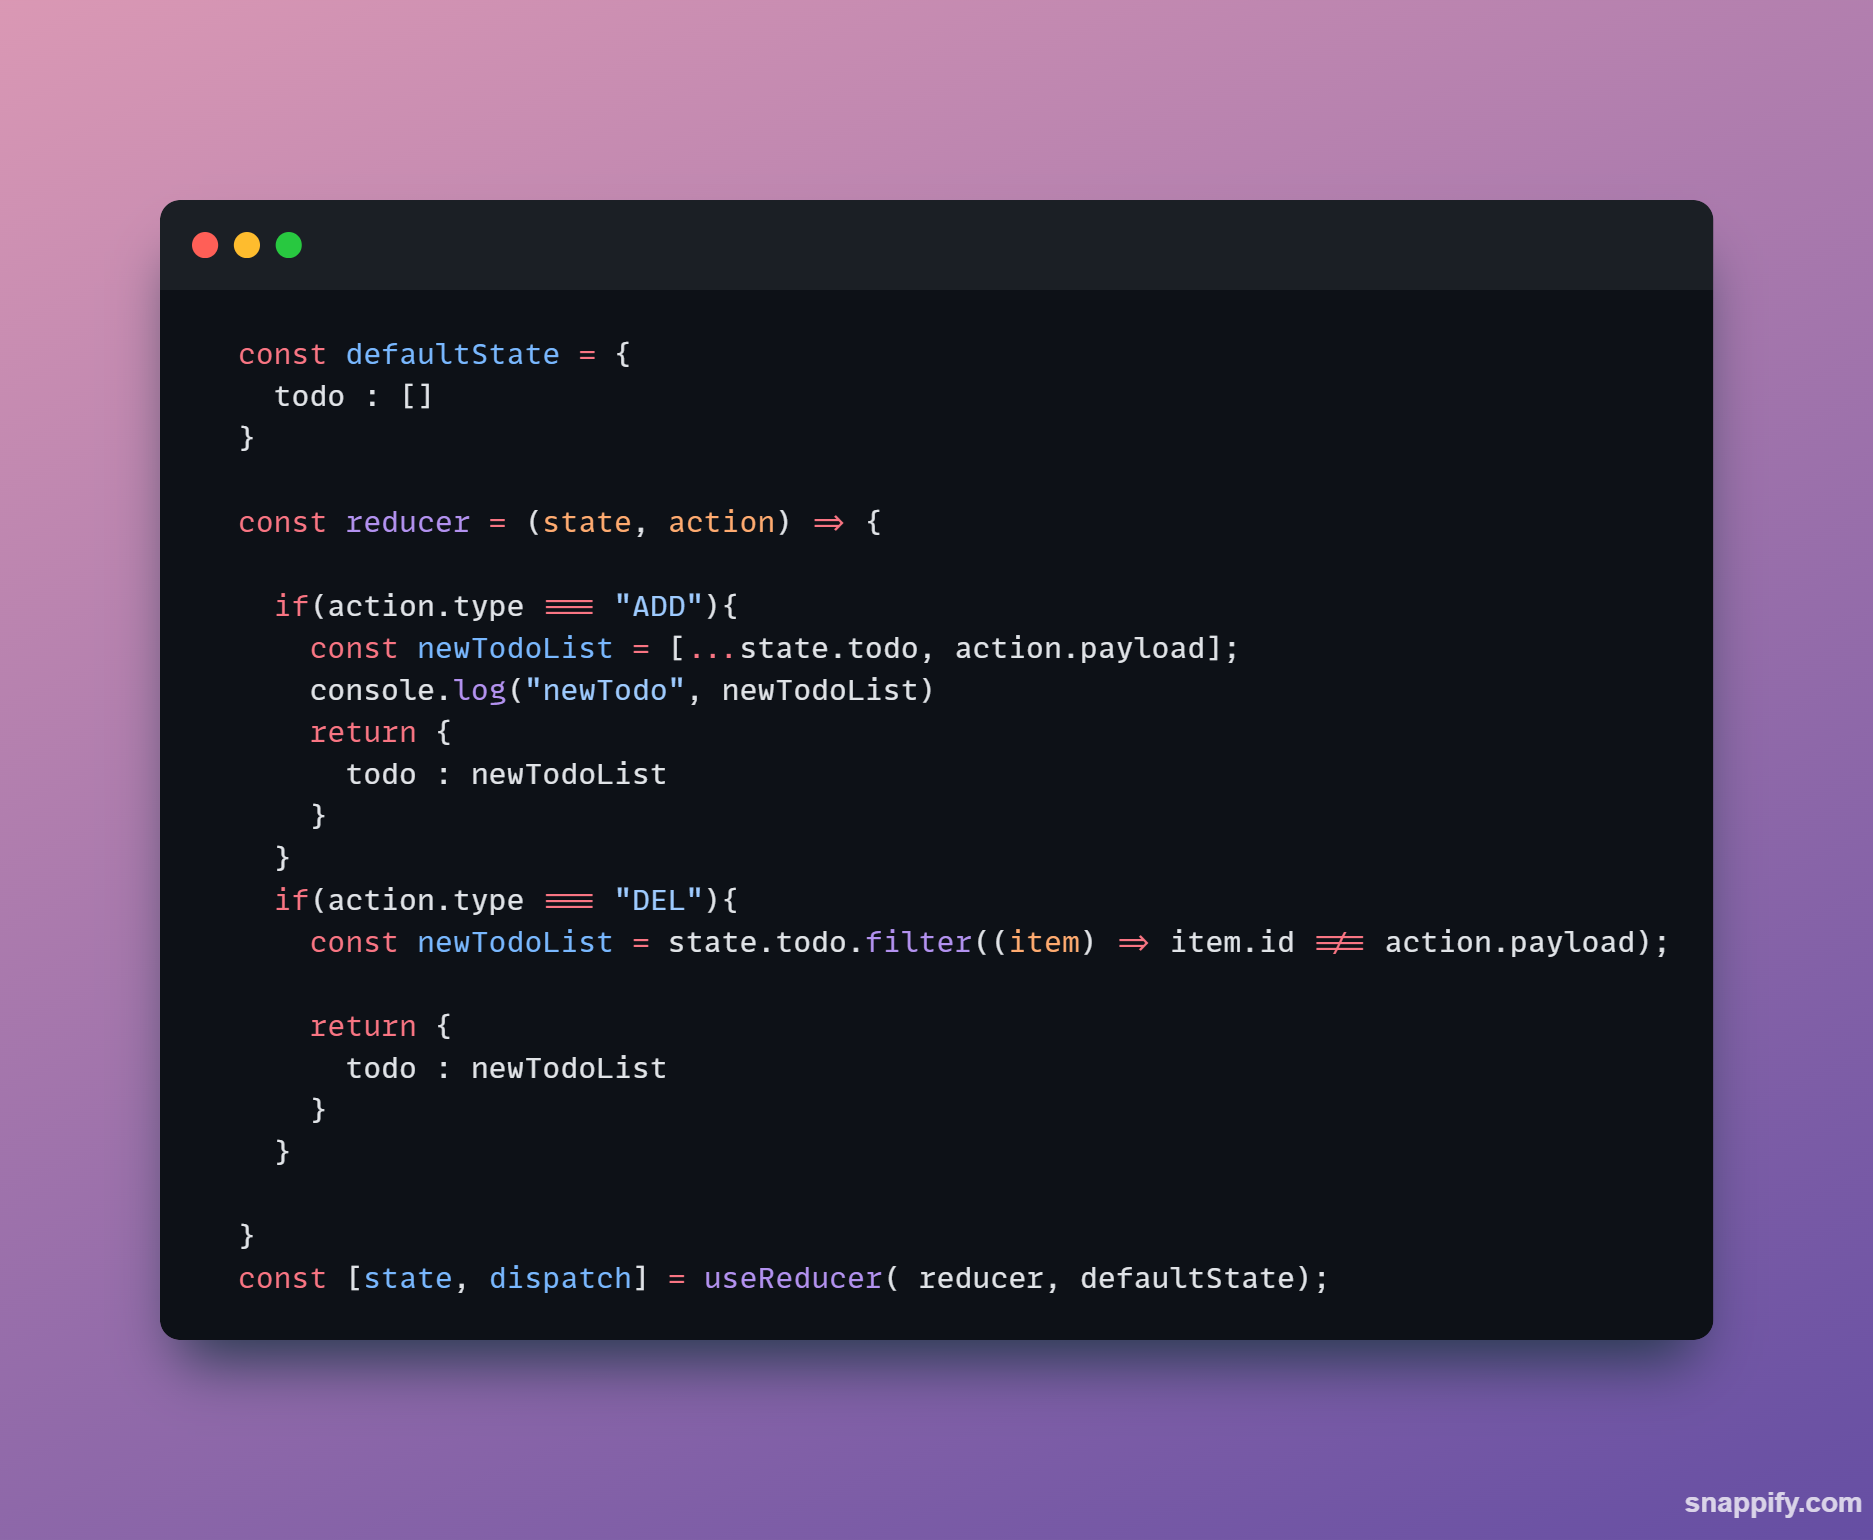 const defaultState = {
  todo : []
}

const reducer = (state, action) => {

  if(action.type === "ADD"){
    const newTodoList = [...state.todo, action.payload];
    console.log("newTodo", newTodoList)
    return {
      todo : newTodoList
    }
  }
  if(action.type === "DEL"){
    const newTodoList = state.todo.filter((item) => item.id !== action.payload);

    return {
      todo : newTodoList
    }
  }

}
const [state, dispatch] = useReducer( reducer, defaultState);
snappify.com